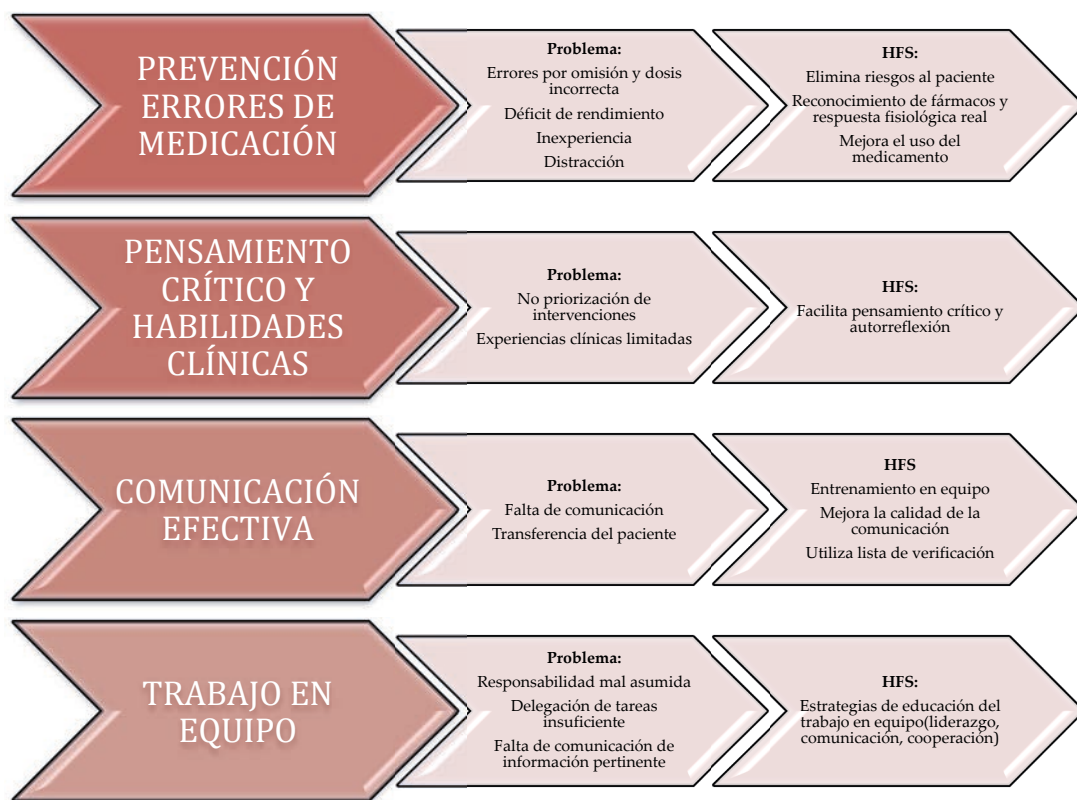 PREVENCIÓN
ERRORES DE
MEDICACIÓN
Problema:
Errores por omisión y dosis
incorrecta
Déficit de rendimiento
Inexperiencia
Distracción
HFS:
Elimina riesgos al paciente
Reconocimiento de fármacos y
respuesta fisiológica real
Mejora el uso del
medicamento
PENSAMIENTO
CRÍTICO Y
HABILIDADES
CLÍNICAS
Problema:
No priorización de
intervenciones
Experiencias clínicas limitadas
HFS:
Facilita pensamiento crítico y
autorreflexión
COMUNICACIÓN
EFECTIVA
Problema:
Falta de comunicación
Transferencia del paciente
HFS
Entrenamiento en equipo
Mejora la calidad de la
comunicación
Utiliza lista de verificación
TRABAJO EN
EQUIPO
Problema:
Responsabilidad mal asumida
Delegación de tareas
insuficiente
Falta de comunicación de
información pertinente
HFS:
Estrategias de educación del
trabajo en equipo(liderazgo,
comunicación, cooperación)